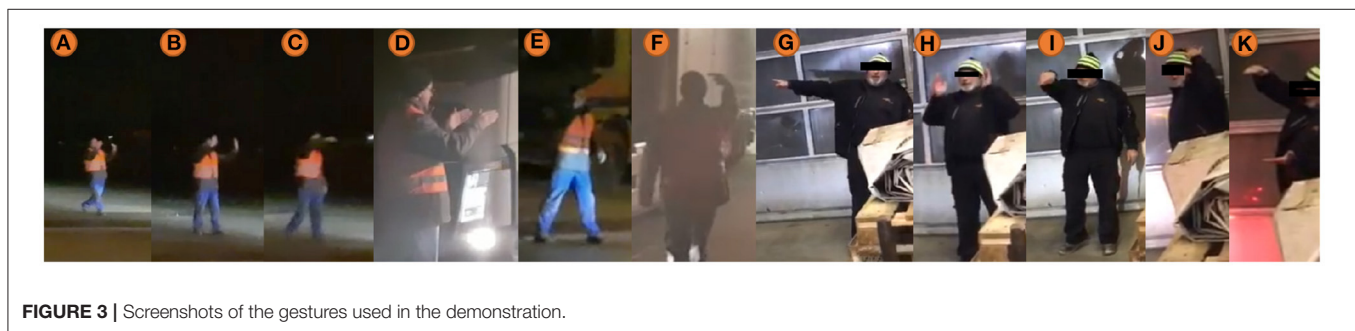 A B C D E F G H I J K
FIGURE 3 | Screenshots of the gestures used in the demonstration.